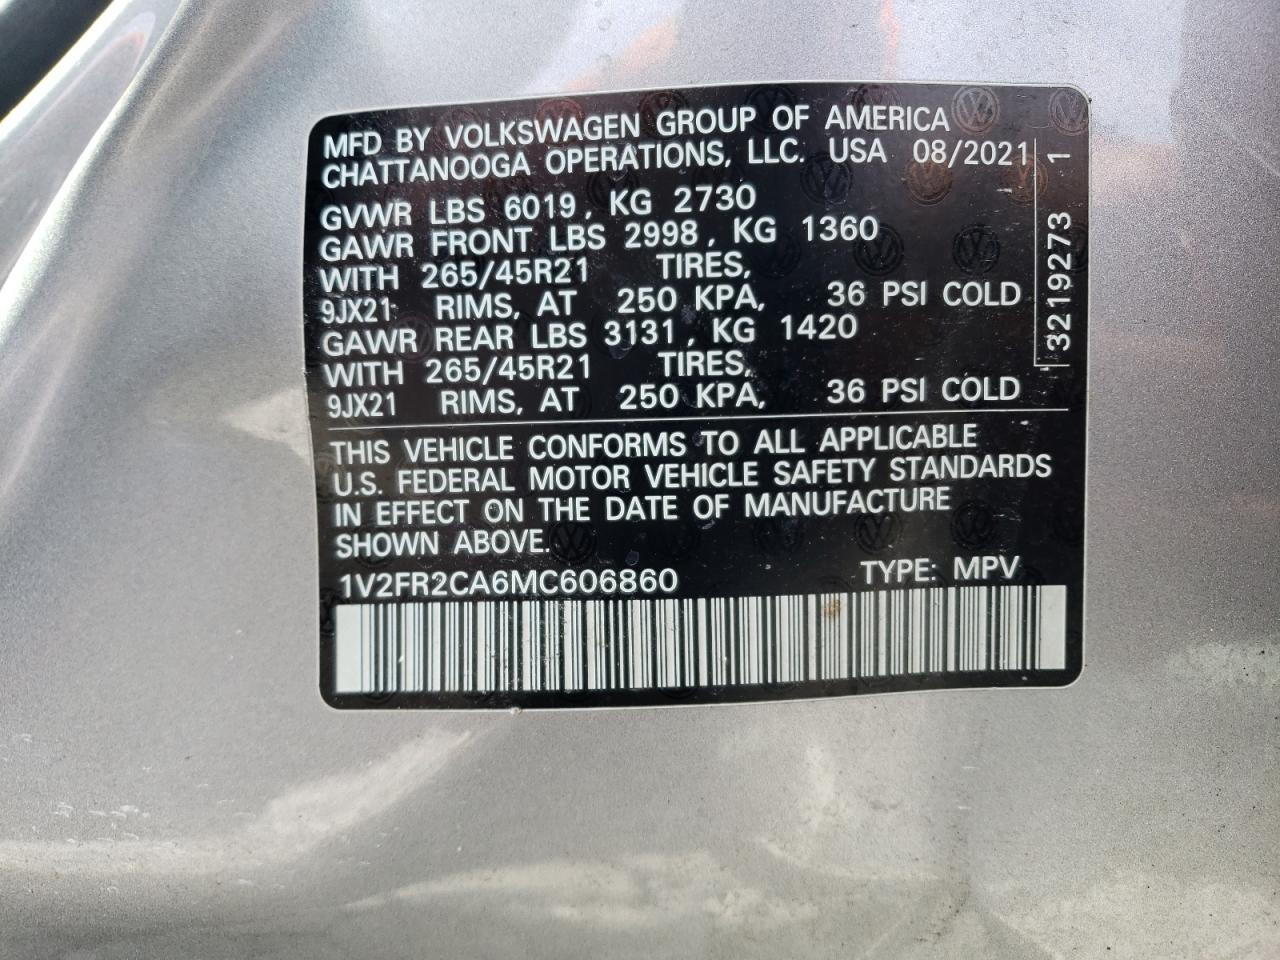 MFD BY VOLKSWAGEN GROUP OF AMERICA
CHATTANOOGA OPERATIONS, LLC. USA 08/2021
GVWR LBS 6019, KG 2730
GAWR FRONT LBS 2998, KG 1360
WITH 265/45R21 TIRES,
9JX21 RIMS, AT 250 KPA, 36 PSI COLD
GAWR REAR LBS 3131, KG 1420
WITH 265/45R21 TIRES,
9JX21 RIMS, AT 250 KPA, 36 PSI COLD
3219273 1
THIS VEHICLE CONFORMS TO ALL APPLICABLE
U.S. FEDERAL MOTOR VEHICLE SAFETY STANDARDS
IN EFFECT ON THE DATE OF MANUFACTURE
SHOWN ABOVE.
1V2FR2CA6MC606860 TYPE: MPV